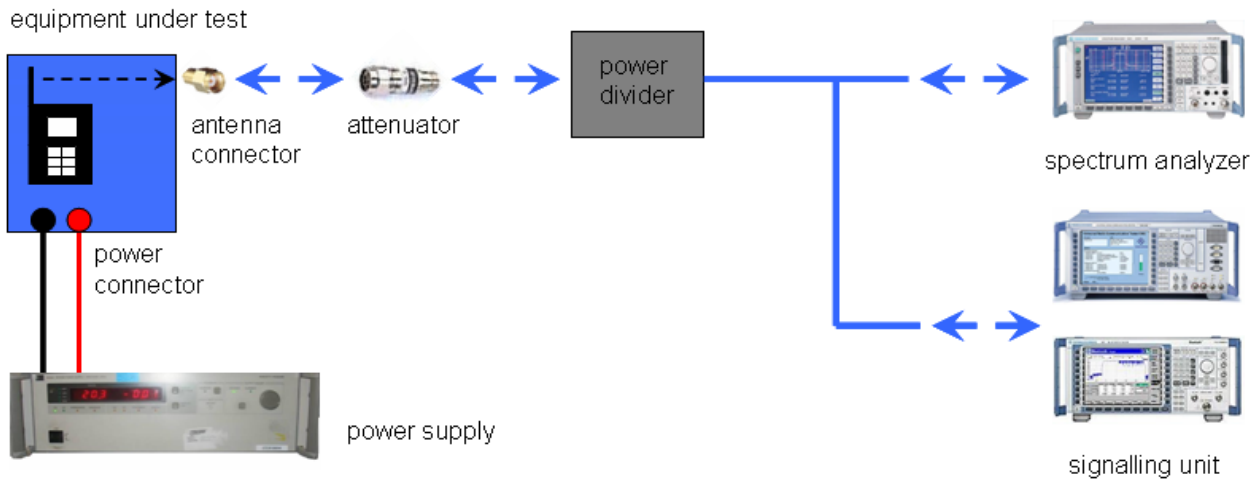 equipment under test
antenna
connector
attenuator
power
divider
spectrum analyzer
power
connector
power supply
signalling unit